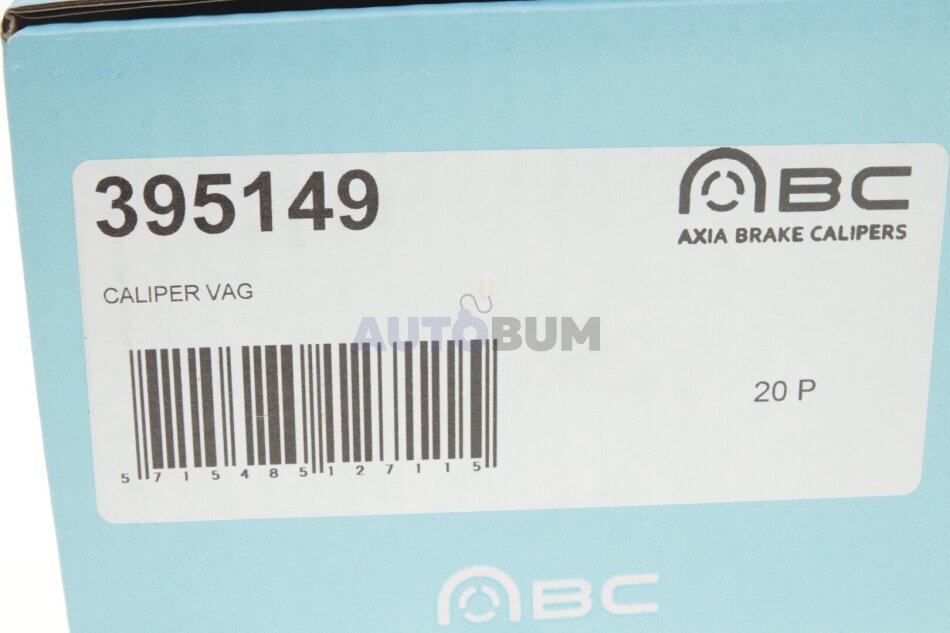 395149
ABC
AXIA BRAKE CALIPERS
CALIPER VAG
AUTOBUM
20 P
5 715485 127115
ABC